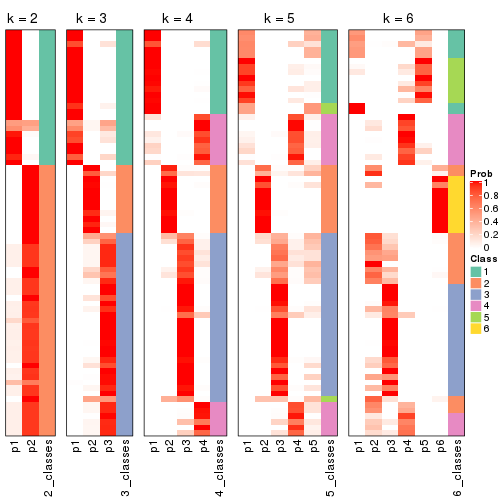 k = 2
k = 3
k = 4
k = 5
k = 6
p1
p2
2_classes
p1
p2
p3
3_classes
p1
p2
p3
p4
4_classes
p1
p2
p3
p4
p5
5_classes
p1
p2
p3
p4
p5
p6
6_classes
Prob
1
0.8
0.6
0.4
0.2
0
Class
1
2
3
4
5
6